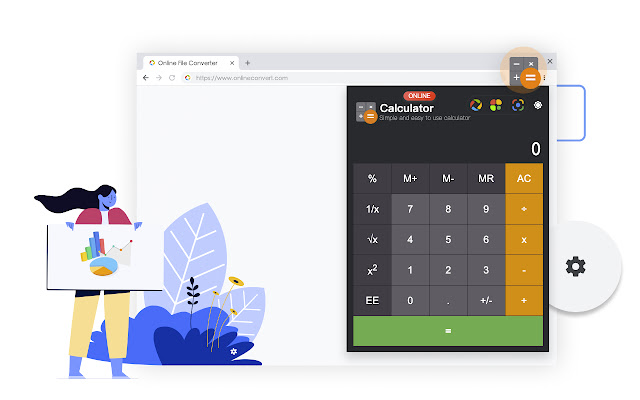 Online File Converter
https://www.onlineconvert.com
ONLINE
Calculator
Simple and easy to use calculator
0
% M+ M- MR AC
1/x 7 8 9 ÷
√x 4 5 6 x
x² 1 2 3 -
EE 0 . +/- +
=